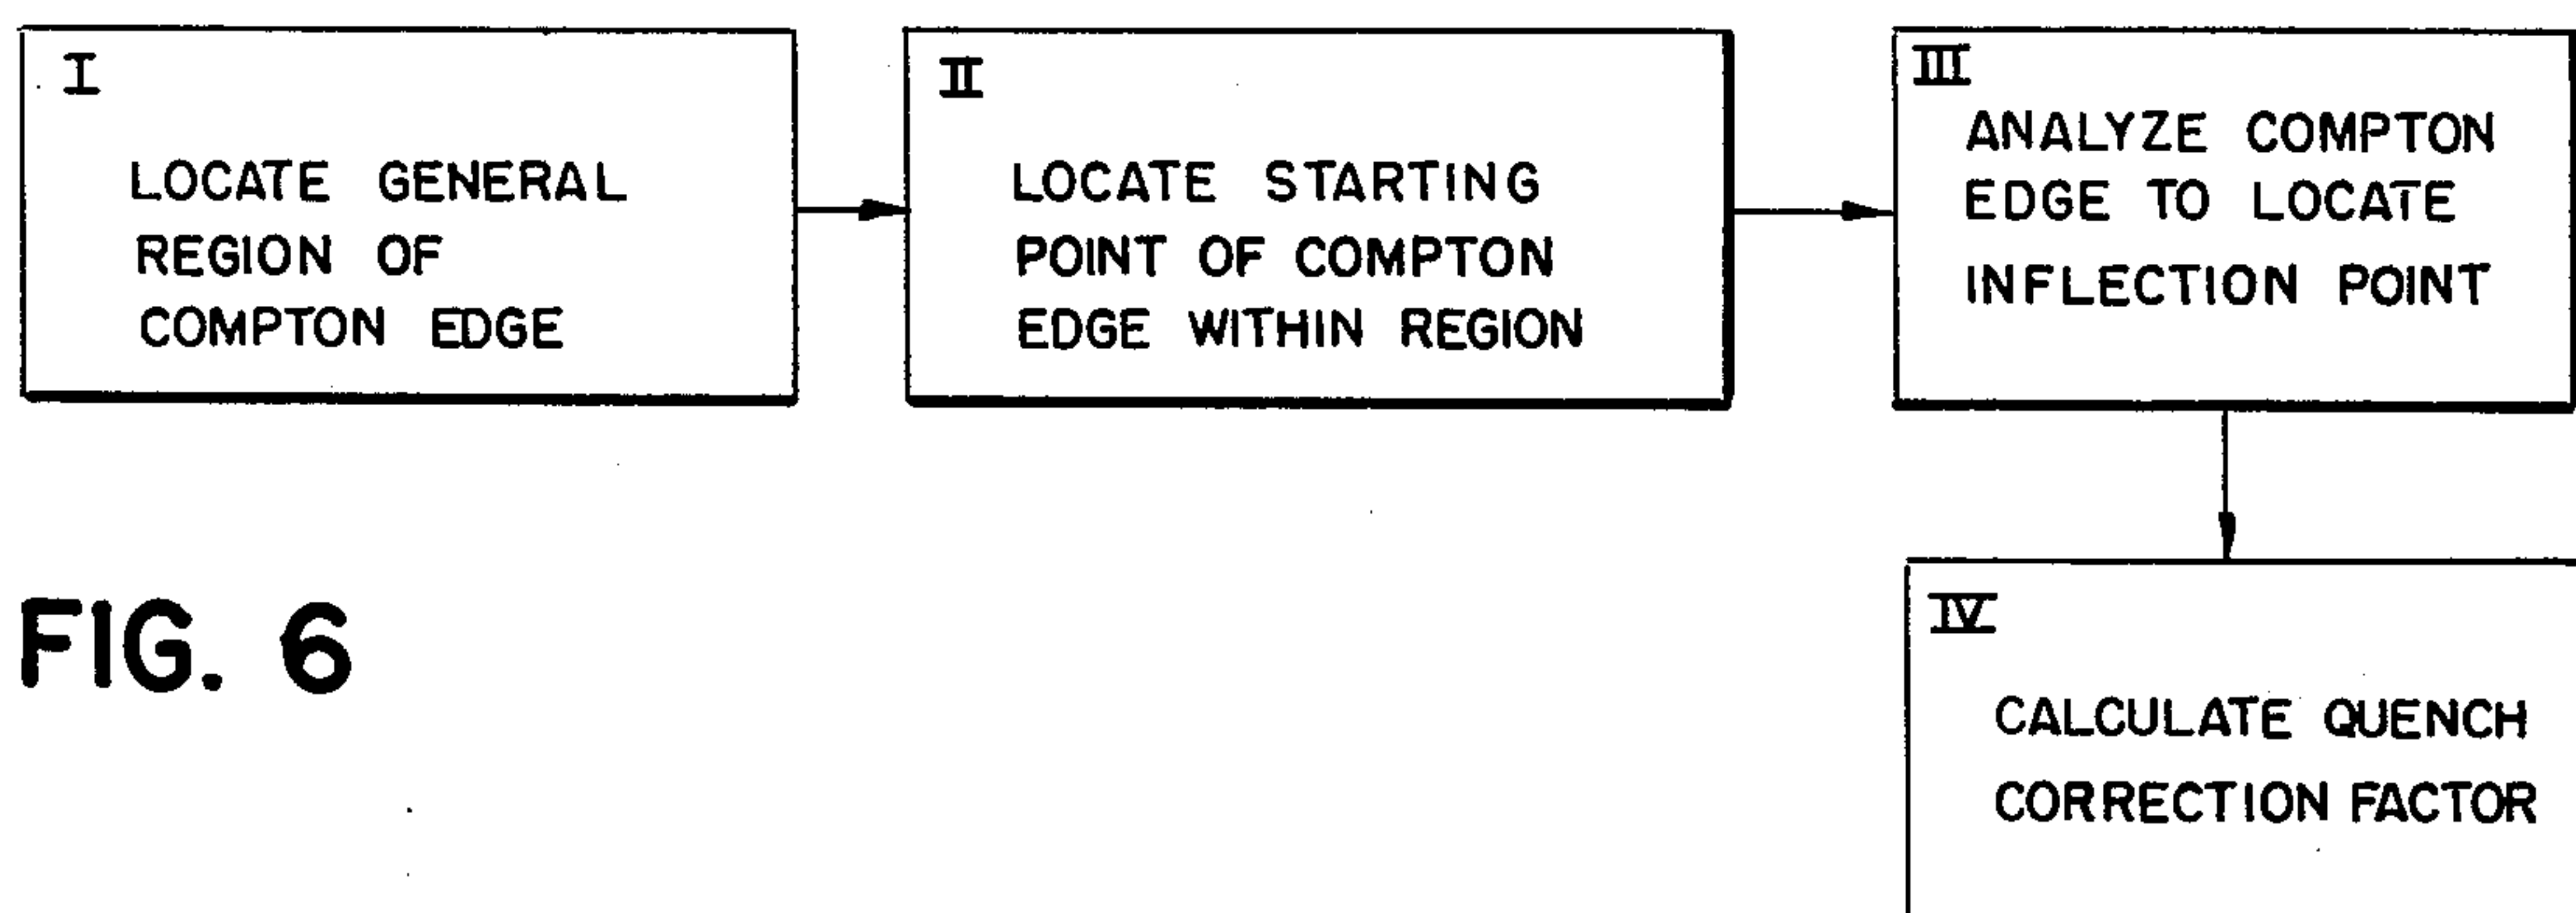 I
LOCATE GENERAL
REGION OF
COMPTON EDGE
II
LOCATE STARTING
POINT OF COMPTON
EDGE WITHIN REGION
III
ANALYZE COMPTON
EDGE TO LOCATE
INFLECTION POINT
IV
CALCULATE QUENCH
CORRECTION FACTOR
FIG. 6